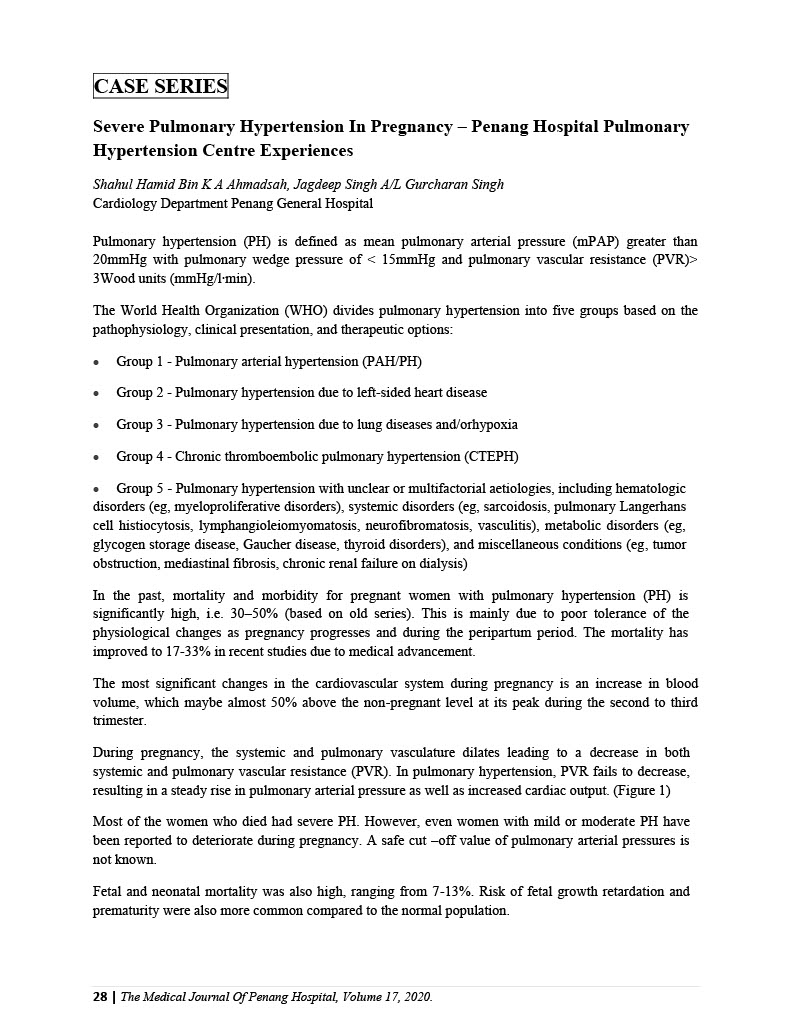 CASE SERIES
Severe Pulmonary Hypertension In Pregnancy – Penang Hospital Pulmonary
Hypertension Centre Experiences
Shahul Hamid Bin K A Ahmadsah, Jagdeep Singh A/L Gurcharan Singh
Cardiology Department Penang General Hospital
Pulmonary hypertension (PH) is defined as mean pulmonary arterial pressure (mPAP) greater than
20mmHg with pulmonary wedge pressure of < 15mmHg and pulmonary vascular resistance (PVR)>
3Wood units (mmHg/l·min).
The World Health Organization (WHO) divides pulmonary hypertension into five groups based on the
pathophysiology, clinical presentation, and therapeutic options:
• Group 1 - Pulmonary arterial hypertension (PAH/PH)
• Group 2 - Pulmonary hypertension due to left-sided heart disease
• Group 3 - Pulmonary hypertension due to lung diseases and/orhypoxia
• Group 4 - Chronic thromboembolic pulmonary hypertension (CTEPH)
• Group 5 - Pulmonary hypertension with unclear or multifactorial aetiologies, including hematologic
disorders (eg, myeloproliferative disorders), systemic disorders (eg, sarcoidosis, pulmonary Langerhans
cell histiocytosis, lymphangioleiomyomatosis, neurofibromatosis, vasculitis), metabolic disorders (eg,
glycogen storage disease, Gaucher disease, thyroid disorders), and miscellaneous conditions (eg, tumor
obstruction, mediastinal fibrosis, chronic renal failure on dialysis)
In the past, mortality and morbidity for pregnant women with pulmonary hypertension (PH) is
significantly high, i.e. 30–50% (based on old series). This is mainly due to poor tolerance of the
physiological changes as pregnancy progresses and during the peripartum period. The mortality has
improved to 17-33% in recent studies due to medical advancement.
The most significant changes in the cardiovascular system during pregnancy is an increase in blood
volume, which maybe almost 50% above the non-pregnant level at its peak during the second to third
trimester.
During pregnancy, the systemic and pulmonary vasculature dilates leading to a decrease in both
systemic and pulmonary vascular resistance (PVR). In pulmonary hypertension, PVR fails to decrease,
resulting in a steady rise in pulmonary arterial pressure as well as increased cardiac output. (Figure 1)
Most of the women who died had severe PH. However, even women with mild or moderate PH have
been reported to deteriorate during pregnancy. A safe cut –off value of pulmonary arterial pressures is
not known.
Fetal and neonatal mortality was also high, ranging from 7-13%. Risk of fetal growth retardation and
prematurity were also more common compared to the normal population.
28 | The Medical Journal Of Penang Hospital, Volume 17, 2020.